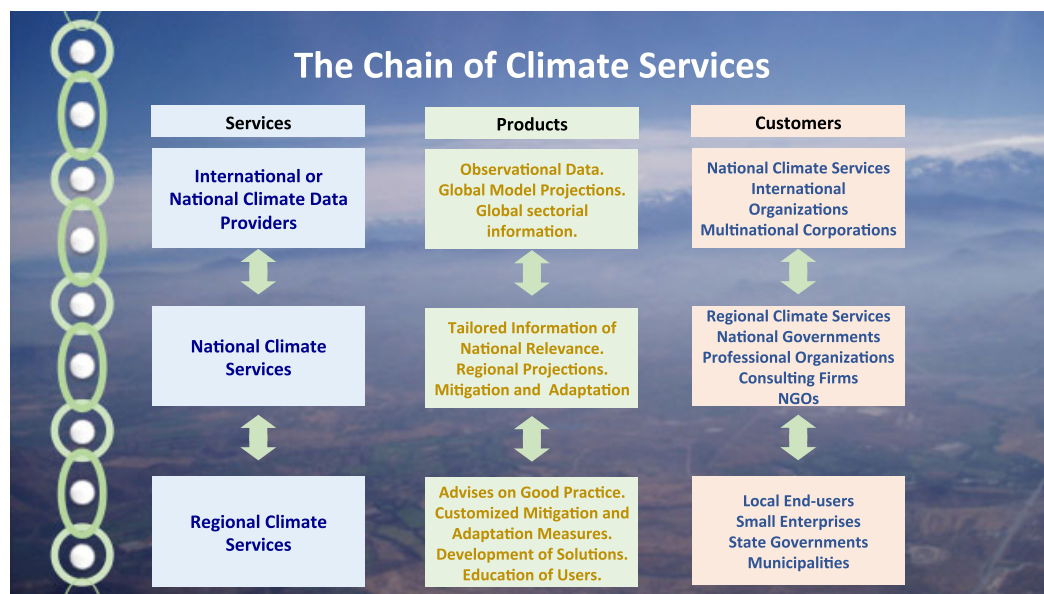 The Chain of Climate Services
Services
Products
Customers
International or
National Climate Data
Providers
Observational Data.
Global Model Projections.
Global sectorial
information.
National Climate Services
International
Organizations
Multinational Corporations
National Climate
Services
Tailored Information of
National Relevance.
Regional Projections.
Mitigation and  Adaptation
Regional Climate Services
National Governments
Professional Organizations
Consulting Firms
NGOs
Regional Climate
Services
Advises on Good Practice.
Customized Mitigation and
Adaptation Measures.
Development of Solutions.
Education of Users.
Local End-users
Small Enterprises
State Governments
Municipalities